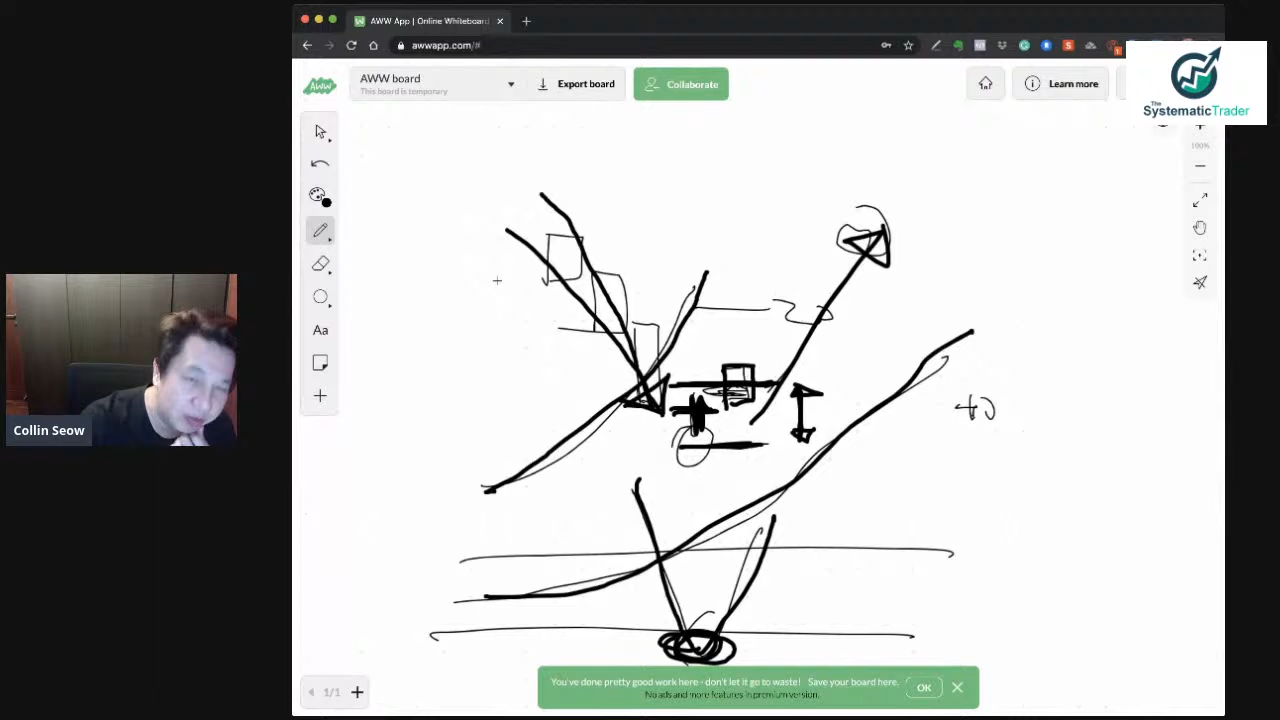 AWW App | Online Whiteboard
awwapp.com/#
AWW
AWW board
This board is temporary
Export board
Collaborate
Learn more
The
SystematicTrader
100%
Aa
Collin Seow
You've done pretty good work here - don't let it go to waste! Save your board here.
No ads and more features in premium version.
OK
1/1